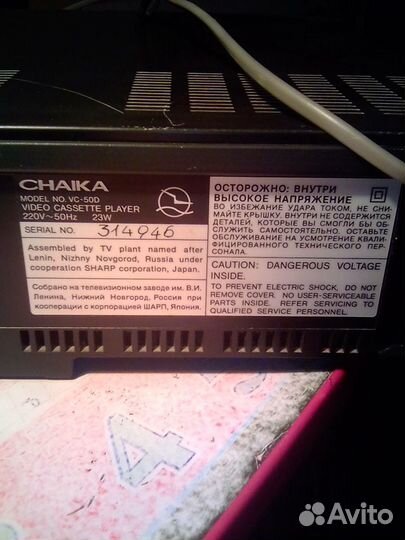 CHAIKA
MODEL NO. VC-50D
VIDEO CASSETTE PLAYER
220V~50Hz 23W
SERIAL NO. 314946
Assembled by TV plant named after
Lenin, Nizhny Novgorod, Russia under
cooperation SHARP corporation, Japan.
Собрано на телевизионном заводе им. В.И.
Ленина, Нижний Новгород, Россия при
кооперации с корпорацией ШАРП, Япония.
ОСТОРОЖНО: ВНУТРИ
ВЫСОКОЕ НАПРЯЖЕНИЕ
ВО ИЗБЕЖАНИЕ УДАРА ТОКОМ, НЕ СНИ-
МАЙТЕ КРЫШКУ. ВНУТРИ НЕ СОДЕРЖИТСЯ
ДЕТАЛЕЙ, КОТОРЫЕ ВЫ МОГЛИ БЫ ОБ-
СЛУЖИТЬ САМОСТОЯТЕЛЬНО. ОСТАВЬТЕ
ОБСЛУЖИВАНИЕ НА УСМОТРЕНИЕ КВАЛИ-
ФИЦИРОВАННОГО ТЕХНИЧЕСКОГО ПЕР-
СОНАЛА.
CAUTION: DANGEROUS VOLTAGE
INSIDE.
TO PREVENT ELECTRIC SHOCK, DO NOT
REMOVE COVER. NO USER-SERVICEABLE
PARTS INSIDE. REFER SERVICING TO
QUALIFIED SERVICE PERSONNEL.
4
Avito